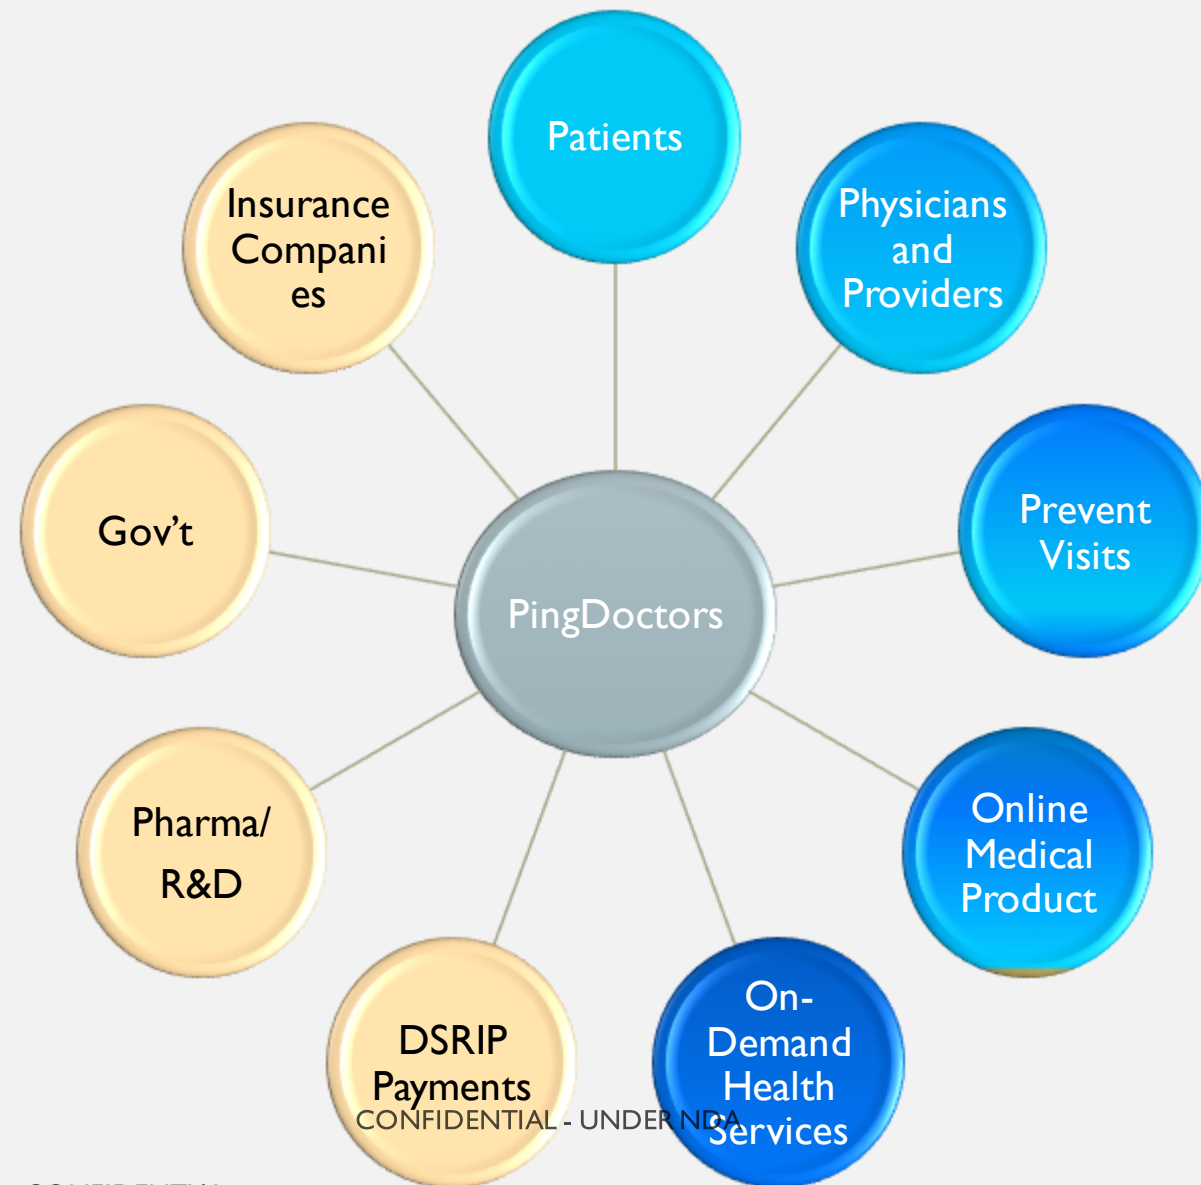 Patients
Physicians
and
Providers
Prevent
Visits
Online
Medical
Product
On-
Demand
Health
Services
DSRIP
Payments
Pharma/
R&D
Gov’t
Insurance
Compani
es
PingDoctors
CONFIDENTIAL - UNDER NDA